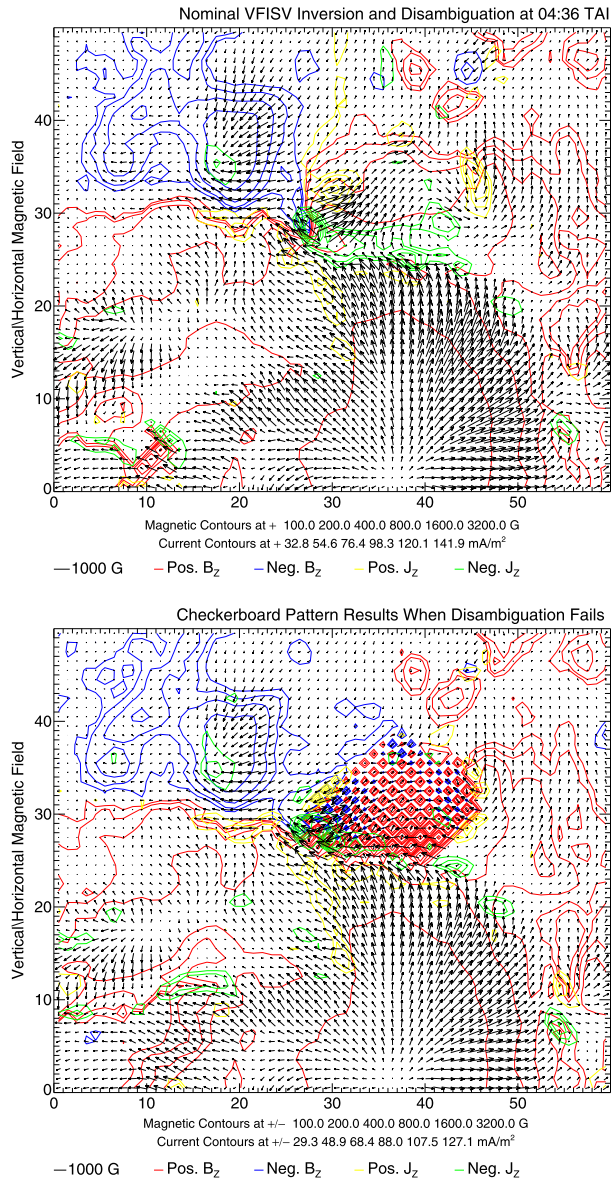 Nominal VFISV Inversion and Disambiguation at 04:36 TAI
Vertical\Horizontal Magnetic Field
40
30
20
10
0
0 10 20 30 40 50
Magnetic Contours at + 100.0 200.0 400.0 800.0 1600.0 3200.0 G
Current Contours at + 32.8 54.6 76.4 98.3 120.1 141.9 mA/m²
1000 G Pos. B_Z Neg. B_Z Pos. J_Z Neg. J_Z
Checkerboard Pattern Results When Disambiguation Fails
Vertical\Horizontal Magnetic Field
40
30
20
10
0
0 10 20 30 40 50
Magnetic Contours at +/- 100.0 200.0 400.0 800.0 1600.0 3200.0 G
Current Contours at +/- 29.3 48.9 68.4 88.0 107.5 127.1 mA/m²
1000 G Pos. B_Z Neg. B_Z Pos. J_Z Neg. J_Z